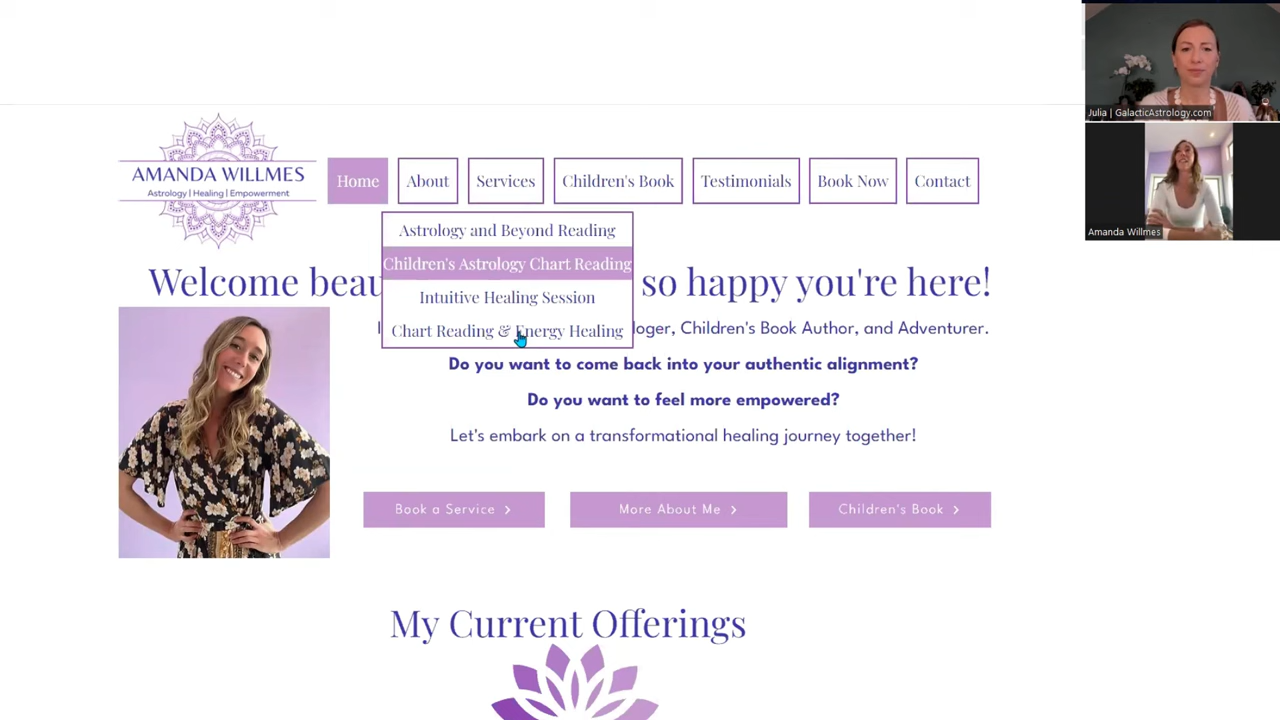 Julia | GalacticAstrology.com
Amanda Willmes
AMANDA WILLMES
Astrology | Healing | Empowerment
Home
About
Services
Children's Book
Testimonials
Book Now
Contact
Astrology and Beyond Reading
Children's Astrology Chart Reading
Intuitive Healing Session
Chart Reading & Energy Healing
Welcome so happy you're here!
Children's Book Author, and Adventurer.
Do you want to come back into your authentic alignment?
Do you want to feel more empowered?
Let's embark on a transformational healing journey together!
Book a Service >
More About Me >
Children's Book >
My Current Offerings